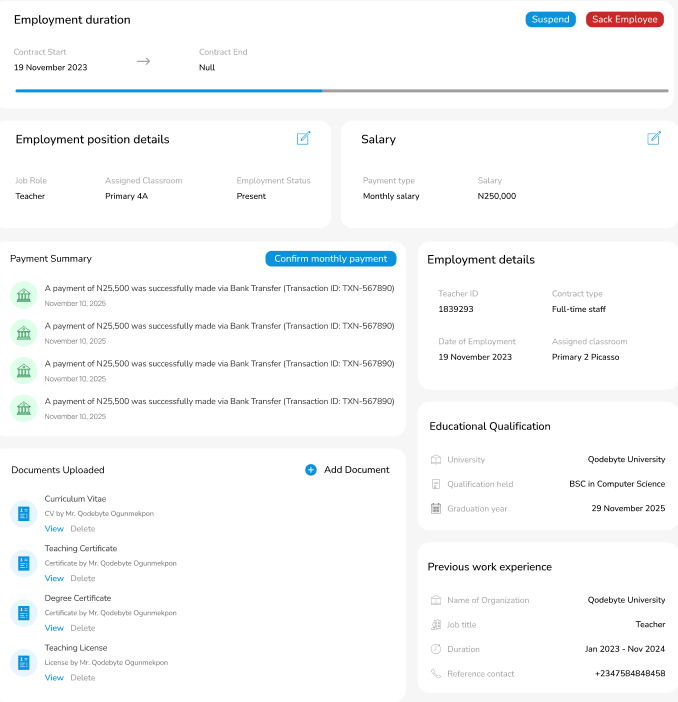 Employment duration
Suspend
Sack Employee
Contract Start
Contract End
19 November 2023
Null
Employment position details
Job Role
Assigned Classroom
Employment Status
Teacher
Primary 4A
Present
Salary
Payment type
Salary
Monthly salary
N250,000
Payment Summary
Confirm monthly payment
A payment of N25,500 was successfully made via Bank Transfer (Transaction ID: TXN-567890)
November 10, 2025
A payment of N25,500 was successfully made via Bank Transfer (Transaction ID: TXN-567890)
November 10, 2025
A payment of N25,500 was successfully made via Bank Transfer (Transaction ID: TXN-567890)
November 10, 2025
A payment of N25,500 was successfully made via Bank Transfer (Transaction ID: TXN-567890)
November 10, 2025
Employment details
Teacher ID
Contract type
1839293
Full-time staff
Date of Employment
Assigned classroom
19 November 2023
Primary 2 Picasso
Documents Uploaded
Add Document
Curriculum Vitae
CV by Mr. Qodebyte Ogunmekpon
View Delete
Teaching Certificate
Certificate by Mr. Qodebyte Ogunmekpon
View Delete
Degree Certificate
Certificate by Mr. Qodebyte Ogunmekpon
View Delete
Teaching License
License by Mr. Qodebyte Ogunmekpon
View Delete
Educational Qualification
University Qodebyte University
Qualification held BSC in Computer Science
Graduation year 29 November 2025
Previous work experience
Name of Organization Qodebyte University
Job title Teacher
Duration Jan 2023 - Nov 2024
Reference contact +2347584848458